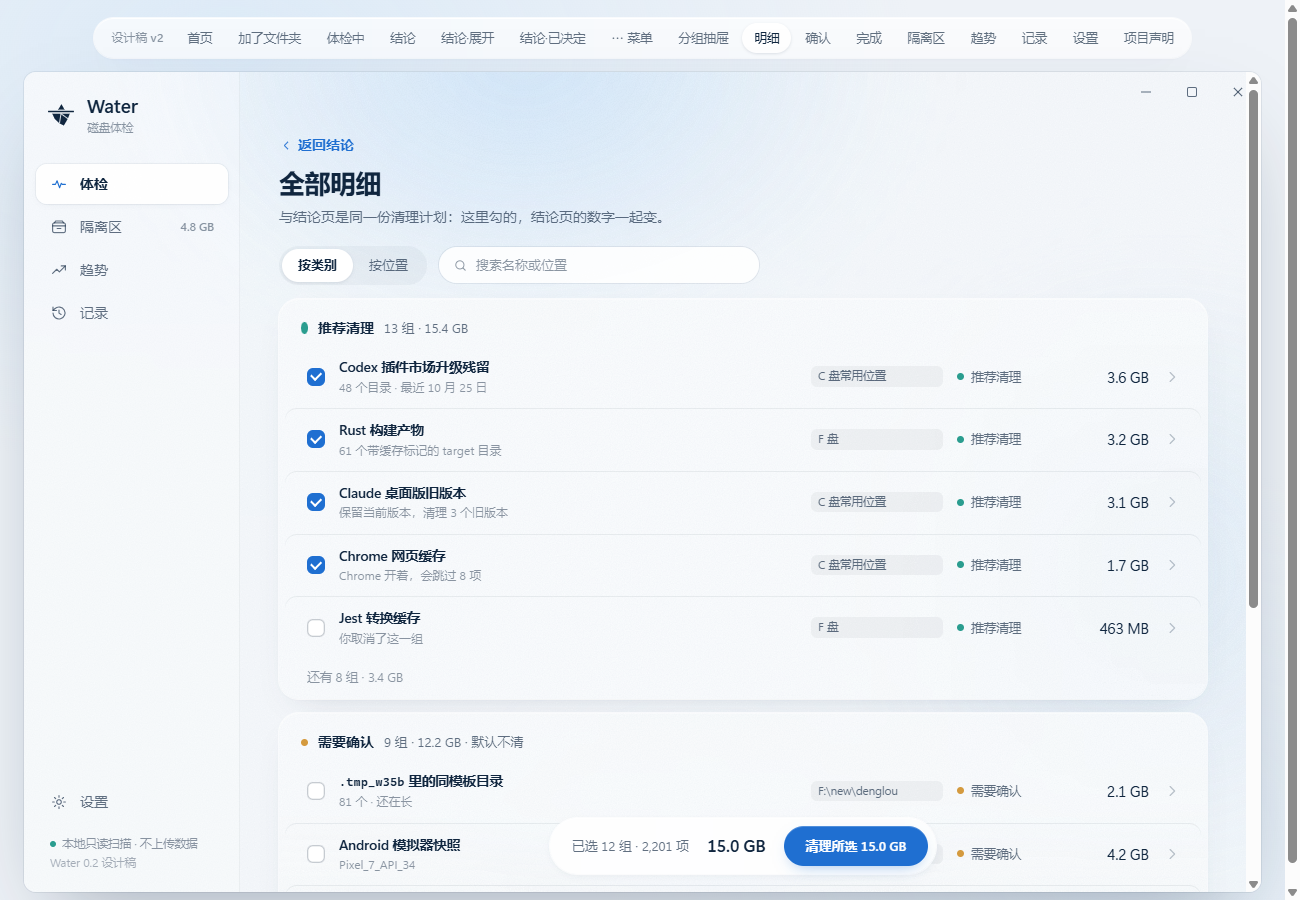 设计稿 v2 首页 加了文件夹 体检中 结论 结论·展开 结论·已决定 ··· 菜单 分组抽屉 明细 确认 完成 隔离区 趋势 记录 设置 项目声明
Water
磁盘体检
体检
隔离区 4.8 GB
趋势
记录
设置
本地只读扫描 · 不上传数据
Water 0.2 设计稿
返回结论
全部明细
与结论页是同一份清理计划：这里勾的，结论页的数字一起变。
按类别 按位置 搜索名称或位置
推荐清理 13 组 · 15.4 GB
Codex 插件市场升级残留
48 个目录 · 最近 10 月 25 日
C 盘常用位置 推荐清理 3.6 GB
Rust 构建产物
61 个带缓存标记的 target 目录
F 盘 推荐清理 3.2 GB
Claude 桌面版旧版本
保留当前版本，清理 3 个旧版本
C 盘常用位置 推荐清理 3.1 GB
Chrome 网页缓存
Chrome 开着，会跳过 8 项
C 盘常用位置 推荐清理 1.7 GB
Jest 转换缓存
你取消了这一组
F 盘 推荐清理 463 MB
还有 8 组 · 3.4 GB
需要确认 9 组 · 12.2 GB · 默认不清
.tmp_w35b 里的同模板目录
81 个 · 还在长
F:\new\denglou 需要确认 2.1 GB
Android 模拟器快照
Pixel_7_API_34
需要确认 4.2 GB
已选 12 组 · 2,201 项 15.0 GB 清理所选 15.0 GB